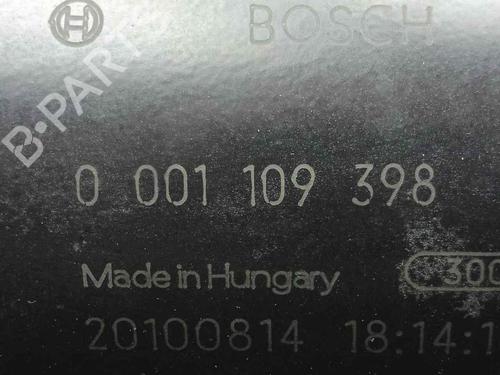 BOSCH
0 001 109 398
Made in Hungary
300
20100814 18:14:1
B-PARTS